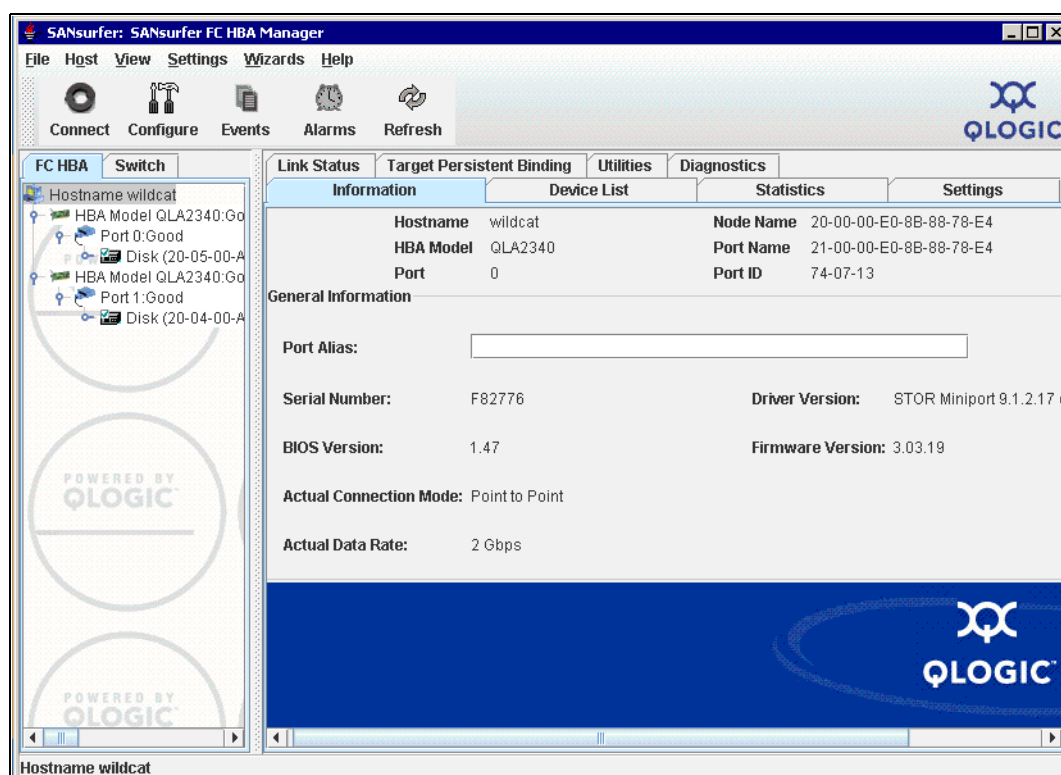 SANsurfer: SANsurfer FC HBA Manager
File Host View Settings Wizards Help
Connect Configure Events Alarms Refresh
QLOGIC
FC HBA Switch
Hostname wildcat
HBA Model QLA2340:Go
Port 0:Good
Disk (20-05-00-A
HBA Model QLA2340:Go
Port 1:Good
Disk (20-04-00-A
POWERED BY
QLOGIC
POWERED BY
QLOGIC
Link Status Target Persistent Binding Utilities Diagnostics
Information Device List Statistics Settings
Hostname wildcat Node Name 20-00-00-E0-8B-88-78-E4
HBA Model QLA2340 Port Name 21-00-00-E0-8B-88-78-E4
Port 0 Port ID 74-07-13
General Information
Port Alias:
Serial Number: F82776 Driver Version: STOR Miniport 9.1.2.17
BIOS Version: 1.47 Firmware Version: 3.03.19
Actual Connection Mode: Point to Point
Actual Data Rate: 2 Gbps
QLOGIC
Hostname wildcat